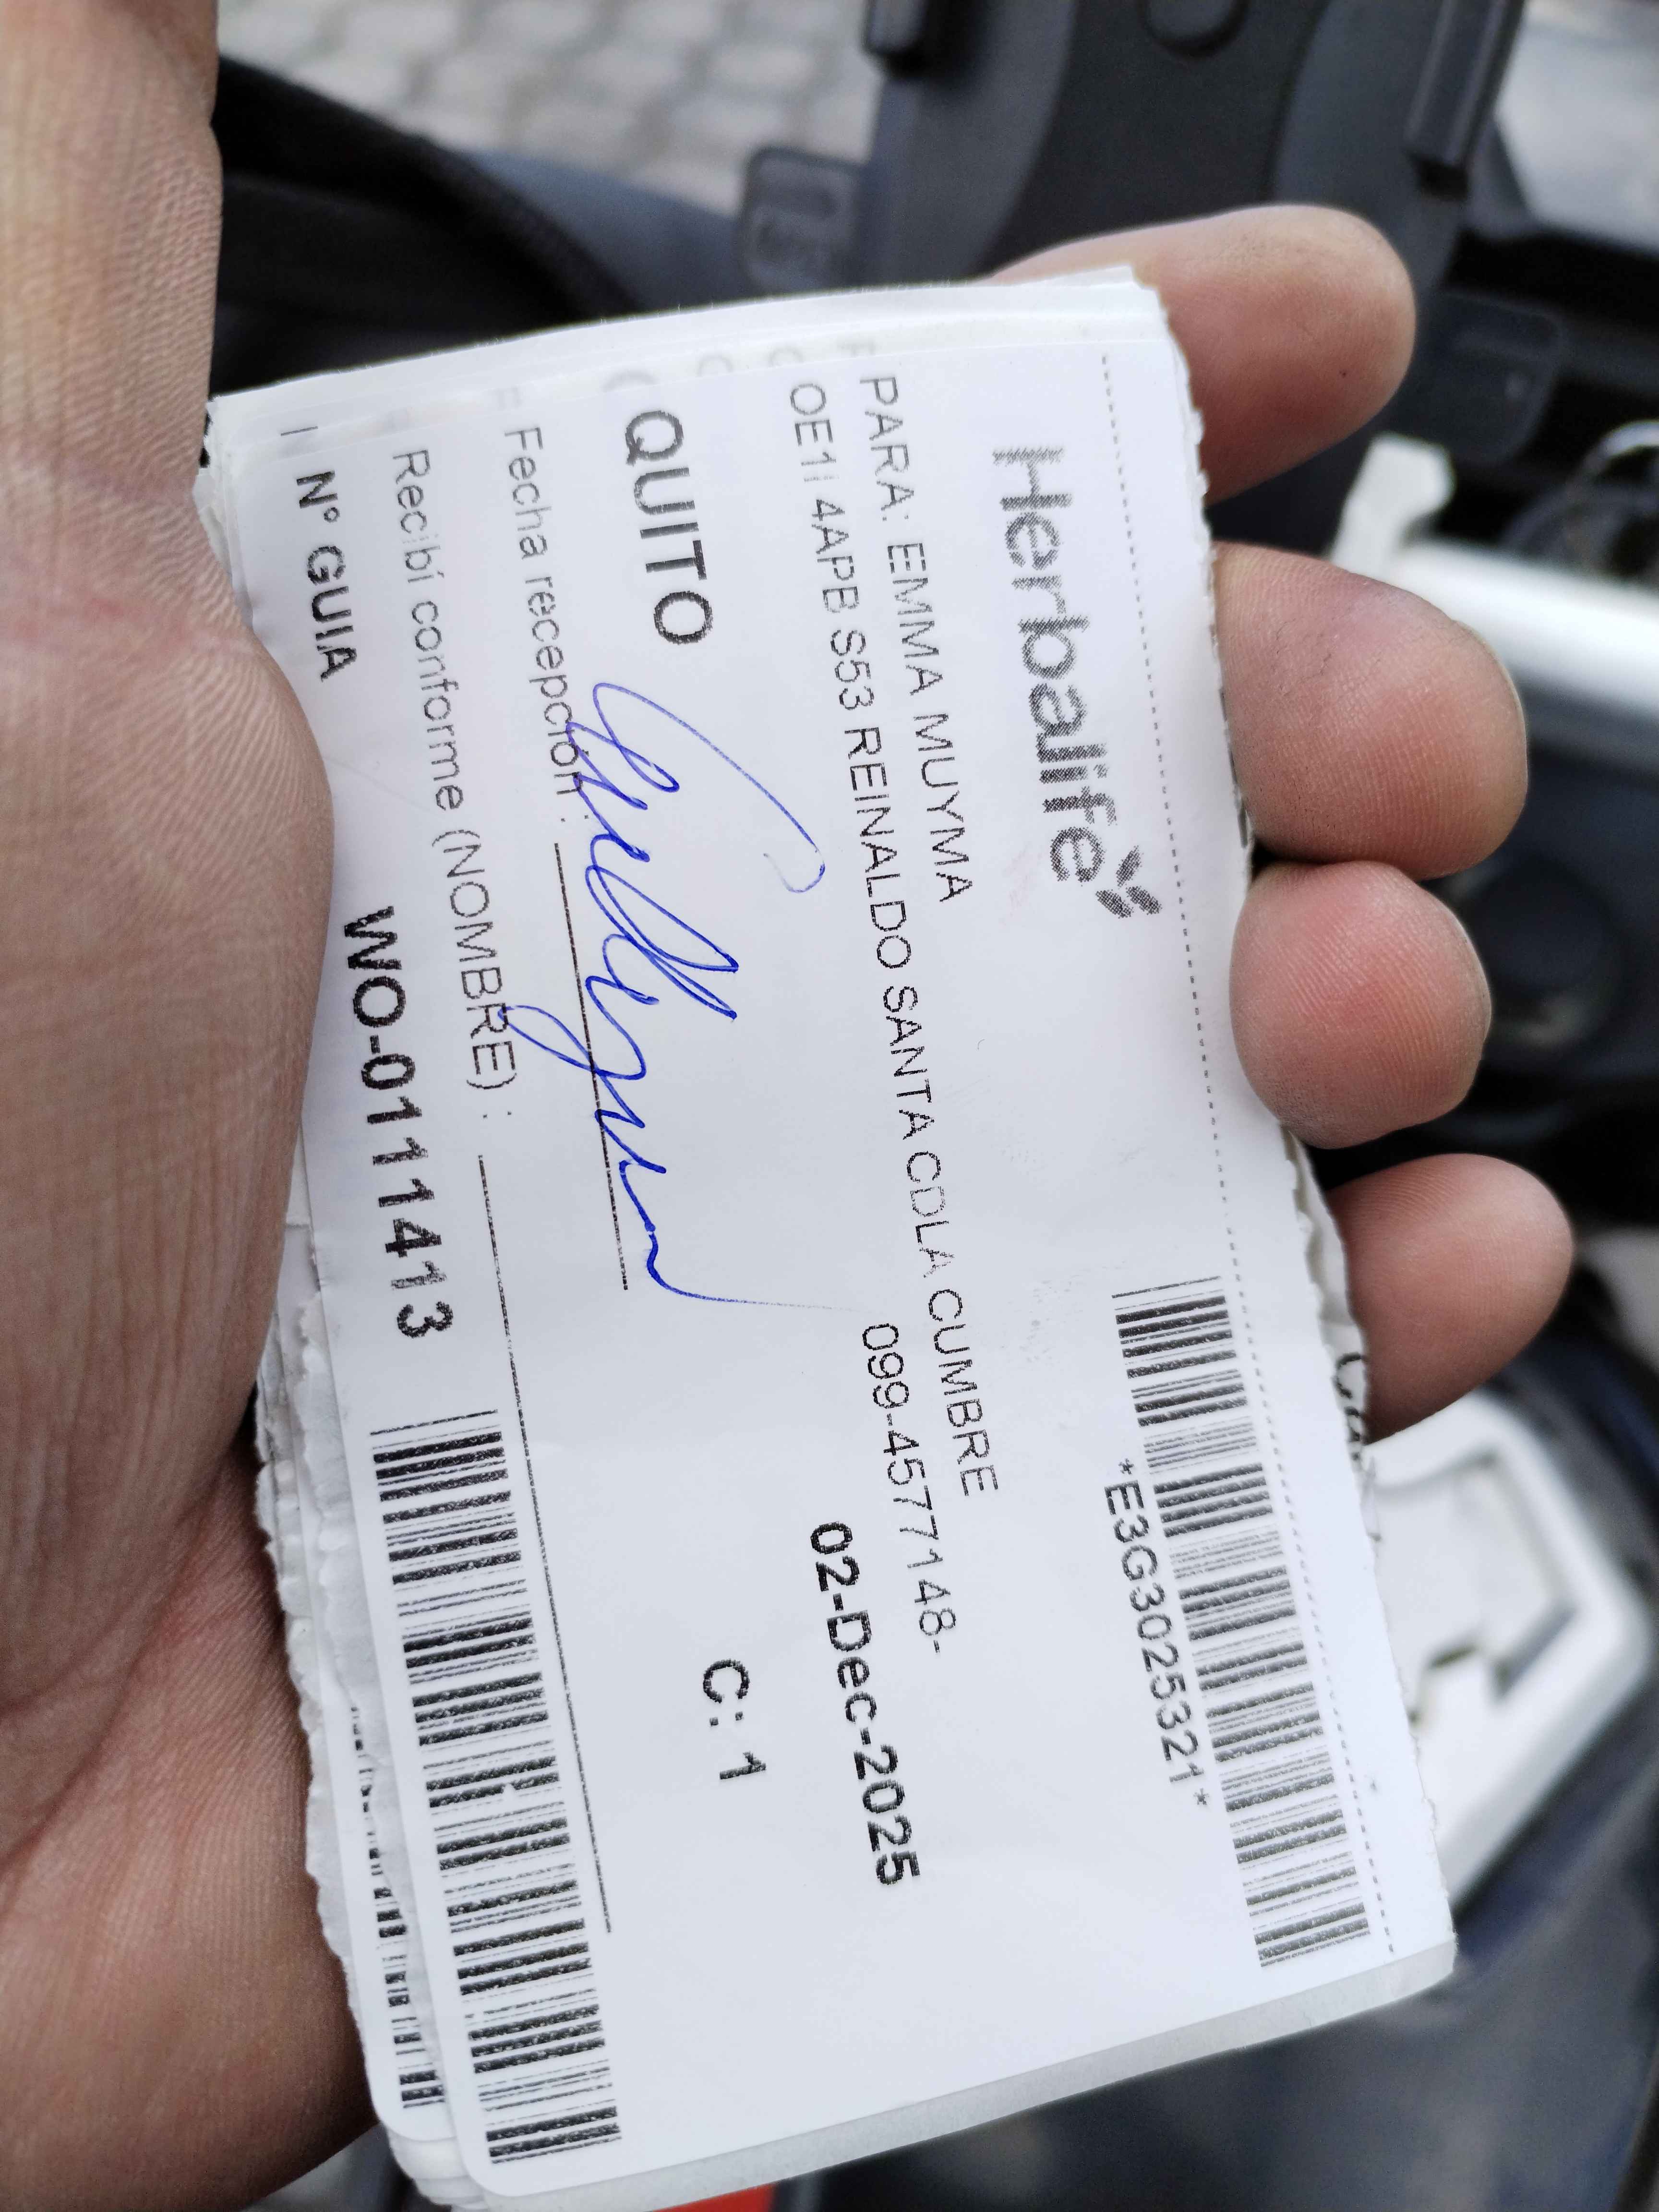 Herbalife
*E3G3025321*
PARA: EMMA MUYMA
OE1I 4APB S53 REINALDO SANTA CDLA CUMBRE
099-4577148-
02-Dec-2025
QUITO
C: 1
Fecha recepción :
Recibí conforme (NOMBRE) :
N° GUIA WO-0111413